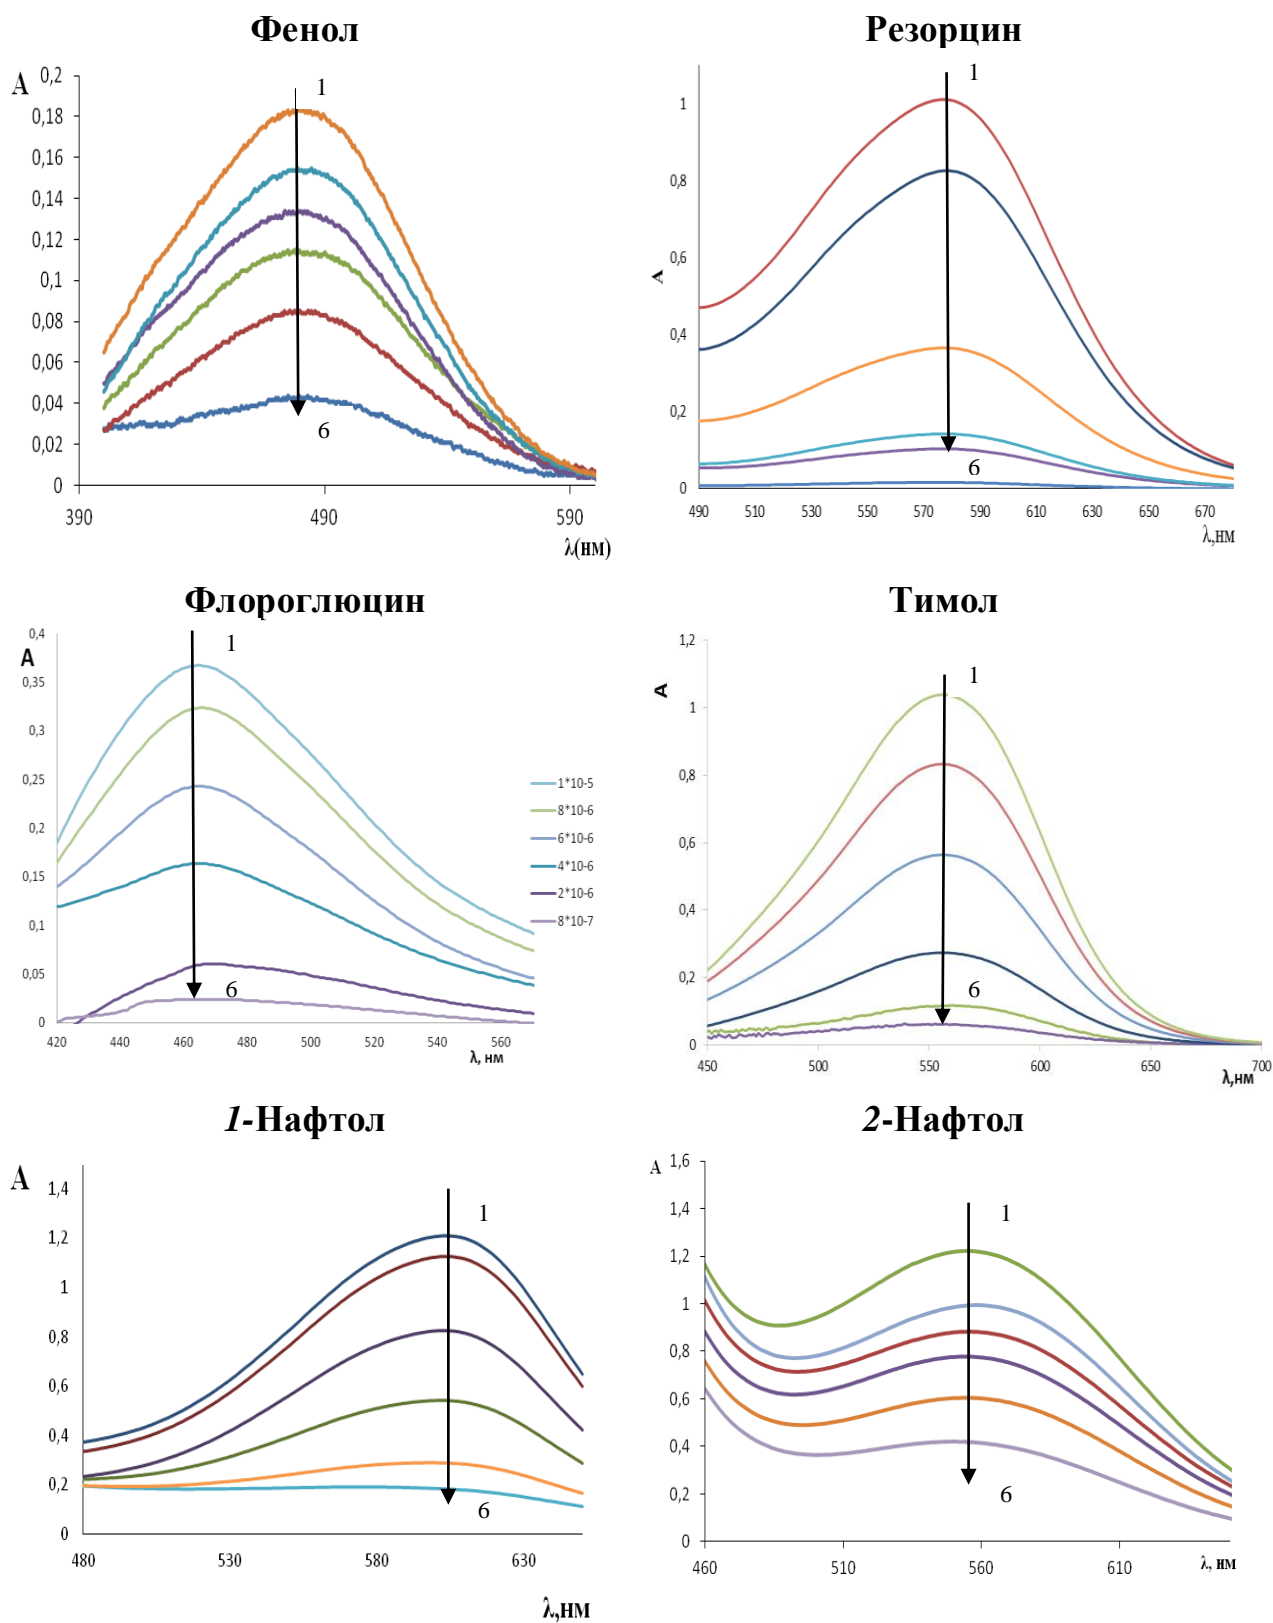 Фенол
A
0,2
0,18
0,16
0,14
0,12
0,1
0,08
0,06
0,04
0,02
0
1
6
390 490 590
λ(нм)
Резорцин
A
1
0,8
0,6
0,4
0,2
0
1
6
490 510 530 550 570 590 610 630 650 670
λ,нм
Флороглюцин
A
0,4
0,35
0,3
0,25
0,2
0,15
0,1
0,05
0
1
6
1*10-5
8*10-6
6*10-6
4*10-6
2*10-6
8*10-7
420 440 460 480 500 520 540 560
λ, нм
Тимол
A
1,2
1
0,8
0,6
0,4
0,2
0
1
6
450 500 550 600 650 700
λ,нм
1-Нафтол
A
1,4
1,2
1
0,8
0,6
0,4
0,2
0
1
6
480 530 580 630
λ,нм
2-Нафтол
A
1,6
1,4
1,2
1
0,8
0,6
0,4
0,2
0
1
6
460 510 560 610
λ, нм